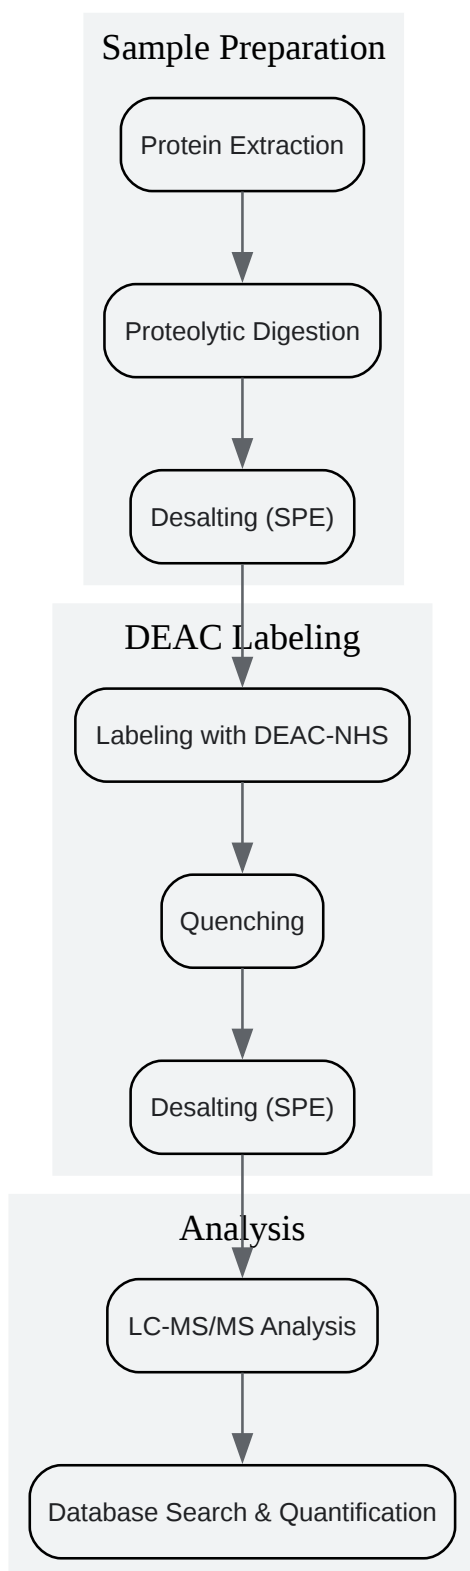 Sample Preparation
Protein Extraction
Proteolytic Digestion
Desalting (SPE)
DEAC Labeling
Labeling with DEAC-NHS
Quenching
Desalting (SPE)
Analysis
LC-MS/MS Analysis
Database Search & Quantification